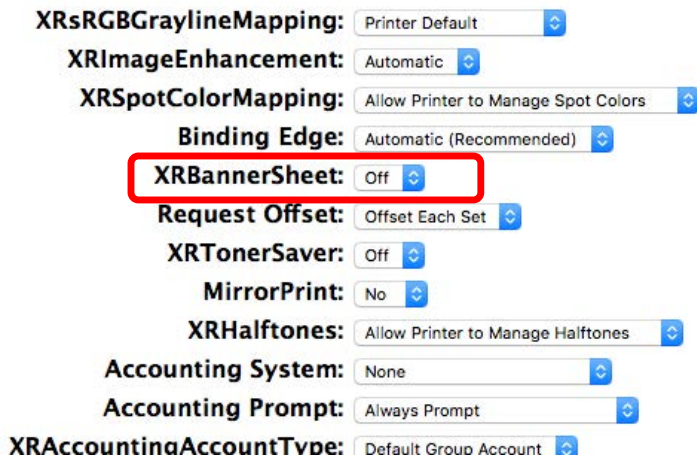 XRsRGBGraylineMapping: Printer Default
XRImageEnhancement: Automatic
XRSpotColorMapping: Allow Printer to Manage Spot Colors
Binding Edge: Automatic (Recommended)
XRBannerSheet: Off
Request Offset: Offset Each Set
XRTonerSaver: Off
MirrorPrint: No
XRHalftones: Allow Printer to Manage Halftones
Accounting System: None
Accounting Prompt: Always Prompt
XRAccountingAccountType: Default Group Account